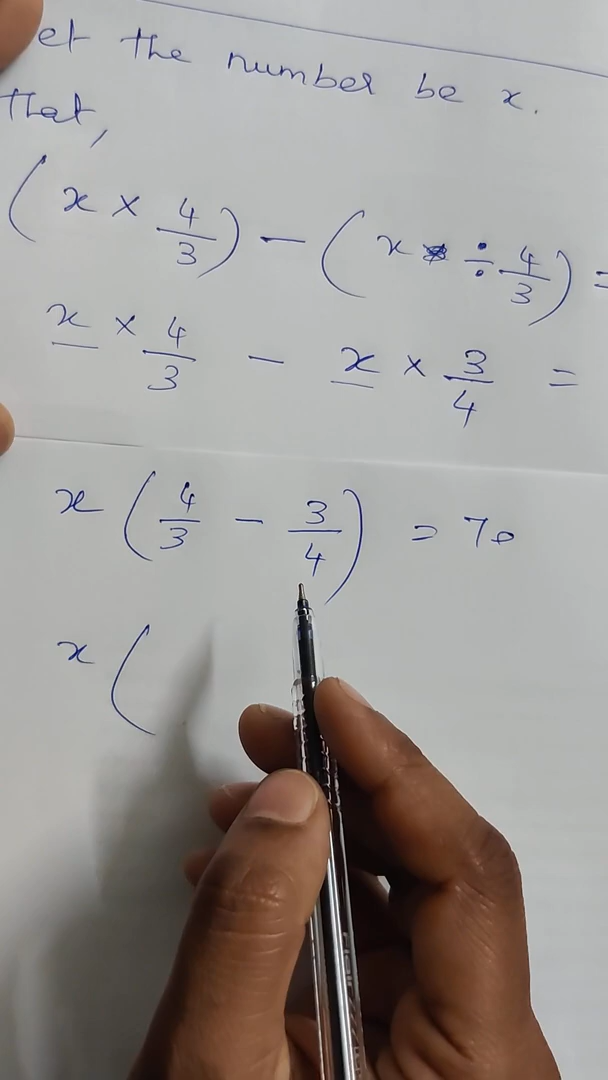 et the number be x.
That,
(x × 4/3) - (x ÷ 4/3) =
x × 4/3 - x × 3/4 =
x (4/3 - 3/4) = 70
x (